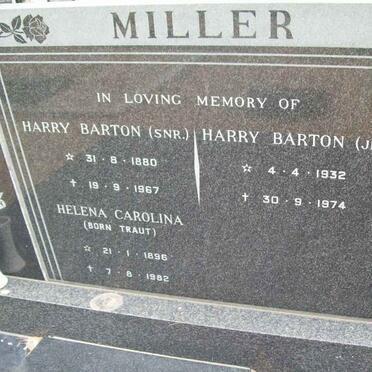 MILLER
IN LOVING MEMORY OF
HARRY BARTON (SNR.)
☆ 31 · 8 · 1880
† 19 · 9 · 1967
HELENA CAROLINA
(BORN TRAUT)
☆ 21 · 1 · 1896
† 7 · 8 · 1982
HARRY BARTON
☆ 4 · 4 · 1932
† 30 · 9 · 1974